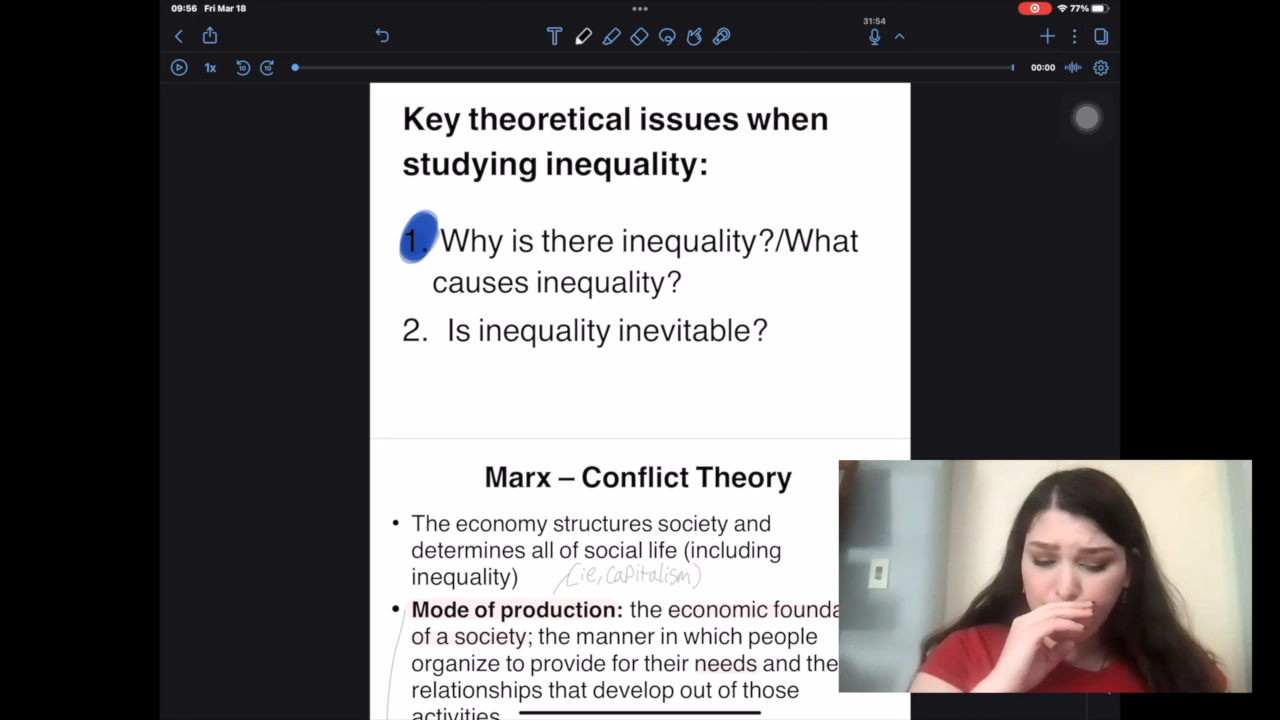 09:56 Fri Mar 18
77%
31:54
1x
10
10
00:00
Key theoretical issues when
studying inequality:
1. Why is there inequality?/What
causes inequality?
2. Is inequality inevitable?
Marx – Conflict Theory
• The economy structures society and
determines all of social life (including
inequality) (ie, capitalism)
• Mode of production: the economic founda
of a society; the manner in which people
organize to provide for their needs and the
relationships that develop out of those
activities